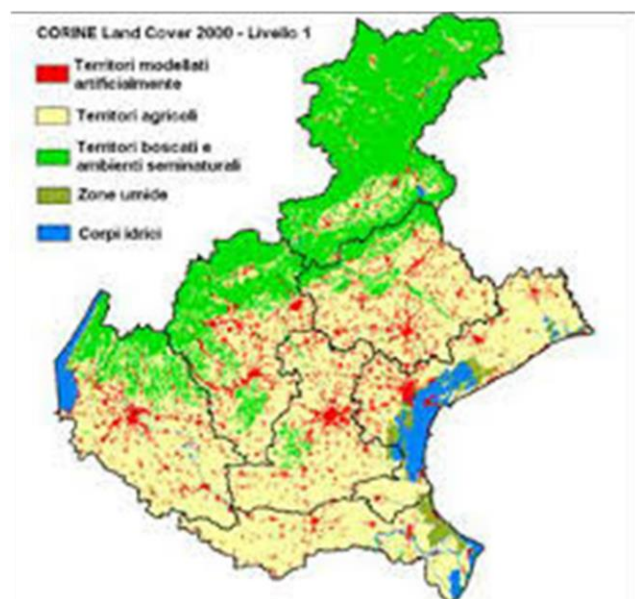 CORINE Land Cover 2000 - Livello 1
Territori modellati
artificialmente
Territori agricoli
Territori boscati e
ambienti seminaturali
Zone umide
Corpi idrici